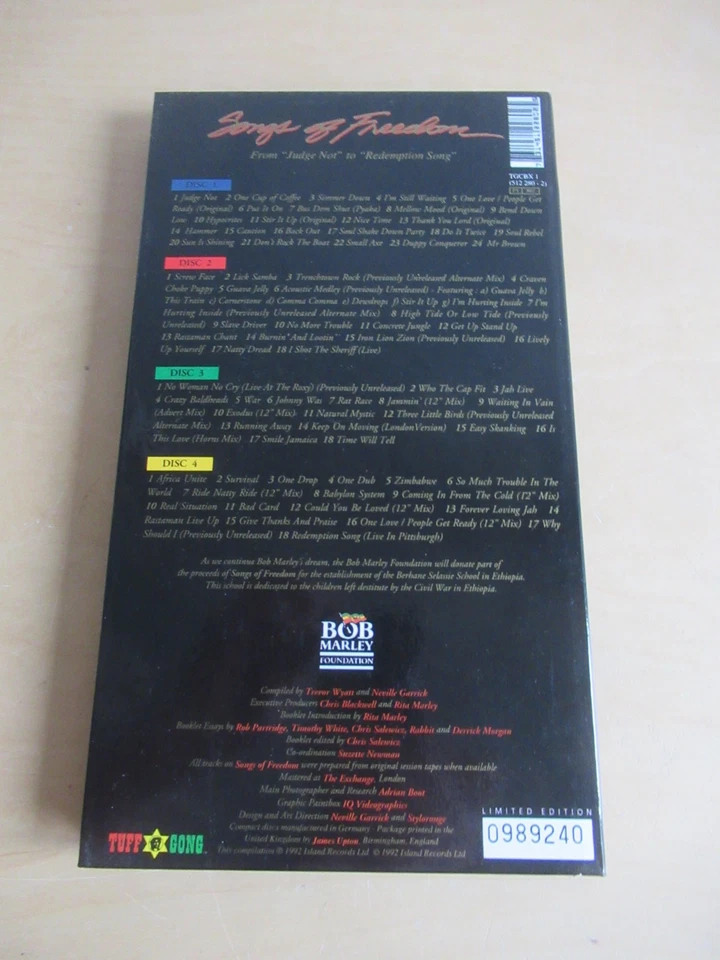 Songs of Freedom
From "Judge Not" to "Redemption Song"
TGCBX 1
(512 280 - 2)
DISC 1
1 Judge Not 2 One Cup of Coffee 3 Simmer Down 4 I'm Still Waiting 5 One Love / People Get
Ready (Original) 6 Put It On 7 Bus Dem Shut (Pyaka) 8 Mellow Mood (Original) 9 Bend Down
Low 10 Hypocrites 11 Stir It Up (Original) 12 Nice Time 13 Thank You Lord (Original)
14 Hammer 15 Caution 16 Back Out 17 Soul Shake Down Party 18 Do It Twice 19 Soul Rebel
20 Sun Is Shining 21 Don't Rock The Boat 22 Small Axe 23 Duppy Conqueror 24 Mr Brown
DISC 2
1 Screw Face 2 Lick Samba 3 Trenchtown Rock (Previously Unreleased Alternate Mix) 4 Craven
Choke Puppy 5 Guava Jelly 6 Acoustic Medley (Previously Unreleased) - Featuring : a) Guava Jelly b)
This Train c) Cornerstone d) Comma Comma e) Dewdrops f) Stir It Up g) I'm Hurting Inside 7 I'm
Hurting Inside (Previously Unreleased Alternate Mix) 8 High Tide Or Low Tide (Previously
Unreleased) 9 Slave Driver 10 No More Trouble 11 Concrete Jungle 12 Get Up Stand Up
13 Rastaman Chant 14 Burnin' And Lootin' 15 Iron Lion Zion (Previously Unreleased) 16 Lively
Up Yourself 17 Natty Dread 18 I Shot The Sheriff (Live)
DISC 3
1 No Woman No Cry (Live At The Roxy) (Previously Unreleased) 2 Who The Cap Fit 3 Jah Live
4 Crazy Baldheads 5 War 6 Johnny Was 7 Rat Race 8 Jammin' (12" Mix) 9 Waiting In Vain
(Advert Mix) 10 Exodus (12" Mix) 11 Natural Mystic 12 Three Little Birds (Previously Unreleased
Alternate Mix) 13 Running Away 14 Keep On Moving (London Version) 15 Easy Skanking 16 Is
This Love (Horns Mix) 17 Smile Jamaica 18 Time Will Tell
DISC 4
1 Africa Unite 2 Survival 3 One Drop 4 One Dub 5 Zimbabwe 6 So Much Trouble In The
World 7 Ride Natty Ride (12" Mix) 8 Babylon System 9 Coming In From The Cold (12" Mix)
10 Real Situation 11 Bad Card 12 Could You Be Loved (12" Mix) 13 Forever Loving Jah 14
Rastaman Live Up 15 Give Thanks And Praise 16 One Love / People Get Ready (12" Mix) 17 Why
Should I (Previously Unreleased) 18 Redemption Song (Live In Pittsburgh)
As we continue Bob Marley's dream, the Bob Marley Foundation will donate part of
the proceeds of Songs of Freedom for the establishment of the Berhane Selassie School in Ethiopia.
This school is dedicated to the children left destitute by the Civil War in Ethiopia.
BOB
MARLEY
FOUNDATION
Compiled by Trevor Wyatt and Neville Garrick
Executive Producers Chris Blackwell and Rita Marley
Booklet Introduction by Rita Marley
Booklet Essays by Rob Partridge, Timothy White, Chris Salewicz, Rabbit and Derrick Morgan
Booklet edited by Chris Salewicz
Co-ordination Suzette Newman
All tracks on Songs of Freedom were prepared from original session tapes when available
Mastered at The Exchange, London
Main Photographer and Research Adrian Boot
Graphic Paintbox IQ Videographics
Design and Art Direction Neville Garrick and Stylorouge
Compact discs manufactured in Germany Package printed in the
United Kingdom by James Upton, Birmingham, England
This compilation ℗ 1992 Island Records Ltd © 1992 Island Records Ltd
TUFF GONG
LIMITED EDITION
0989240